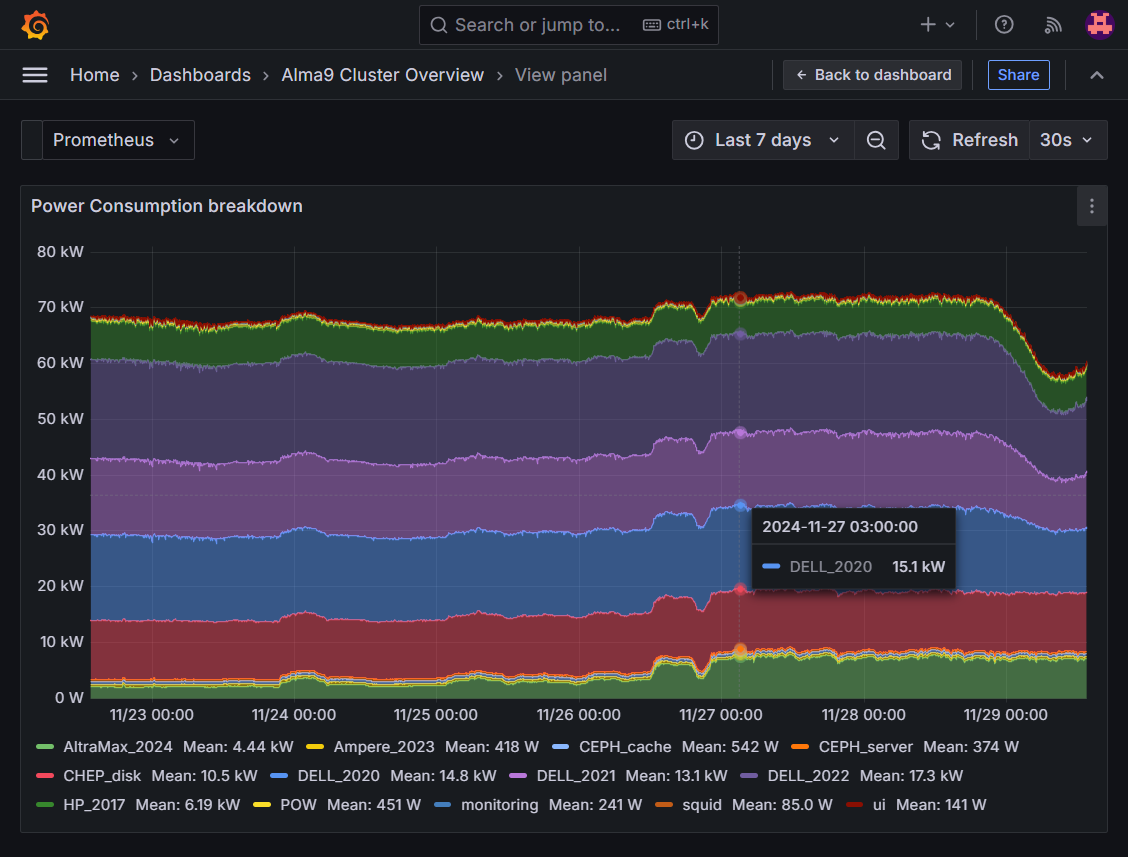 Search or jump to... ctrl+k
Home › Dashboards › Alma9 Cluster Overview › View panel
← Back to dashboard
Share
Prometheus
Last 7 days
Refresh
30s
Power Consumption breakdown
80 kW
70 kW
60 kW
50 kW
40 kW
30 kW
20 kW
10 kW
0 W
2024-11-27 03:00:00
DELL_2020 15.1 kW
11/23 00:00 11/24 00:00 11/25 00:00 11/26 00:00 11/27 00:00 11/28 00:00 11/29 00:00
AltraMax_2024 Mean: 4.44 kW Ampere_2023 Mean: 418 W CEPH_cache Mean: 542 W CEPH_server Mean: 374 W
CHEP_disk Mean: 10.5 kW DELL_2020 Mean: 14.8 kW DELL_2021 Mean: 13.1 kW DELL_2022 Mean: 17.3 kW
HP_2017 Mean: 6.19 kW POW Mean: 451 W monitoring Mean: 241 W squid Mean: 85.0 W ui Mean: 141 W